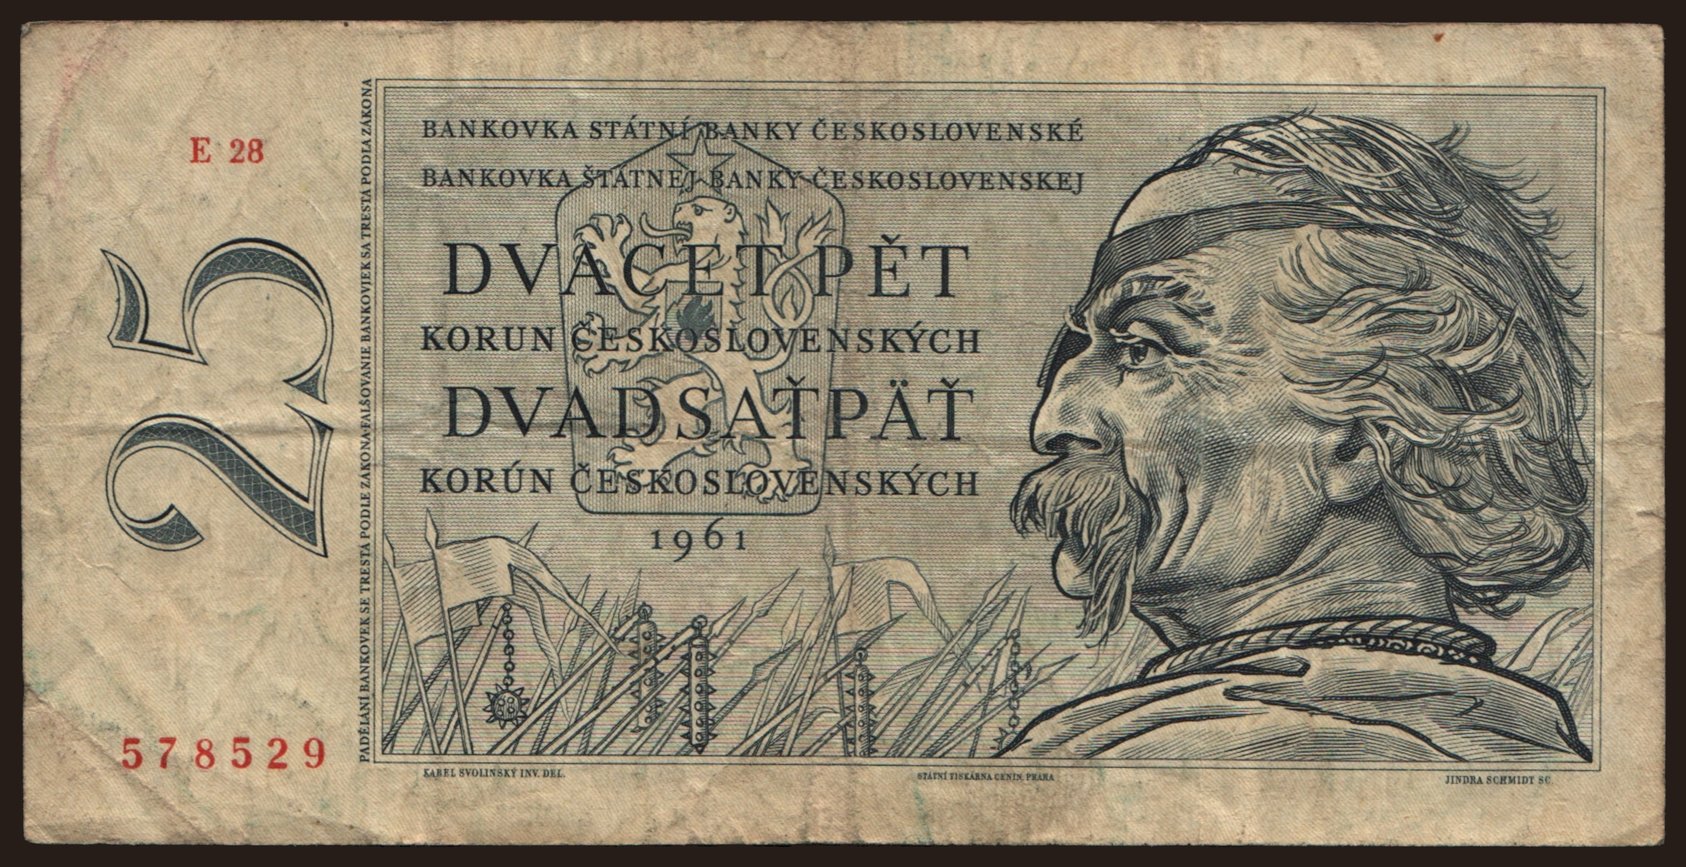 E 28
25
PADĚLÁNÍ BANKOVEK SE TRESTÁ PODLE ZÁKONA·FALŠOVANIE BANKOVIEK SA TRESTÁ PODĽA ZÁKONA
BANKOVKA STÁTNÍ BANKY ČESKOSLOVENSKÉ
BANKOVKA ŠTÁTNEJ BANKY ČESKOSLOVENSKEJ
DVACET PĚT
KORUN ČESKOSLOVENSKÝCH
DVADSAŤPÄŤ
KORÚN ČESKOSLOVENSKÝCH
1961
578529
KAREL SVOLINSKÝ INV. DEL.
STÁTNÍ TISKÁRNA CENIN, PRAHA
JINDRA SCHMIDT SC.